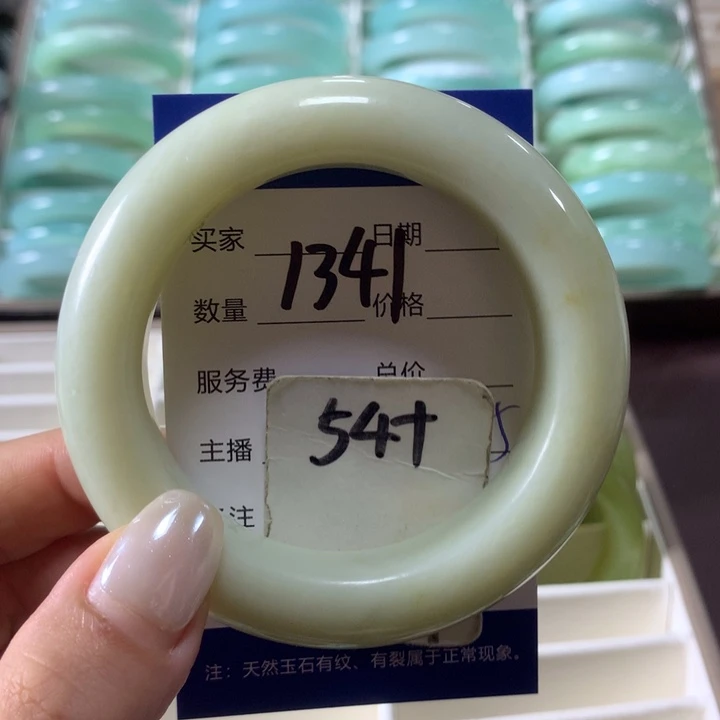 买家 日期
1341
数量 价格
服务费 总价
54+
主播
注
注：天然玉石有纹、有裂属于正常现象。